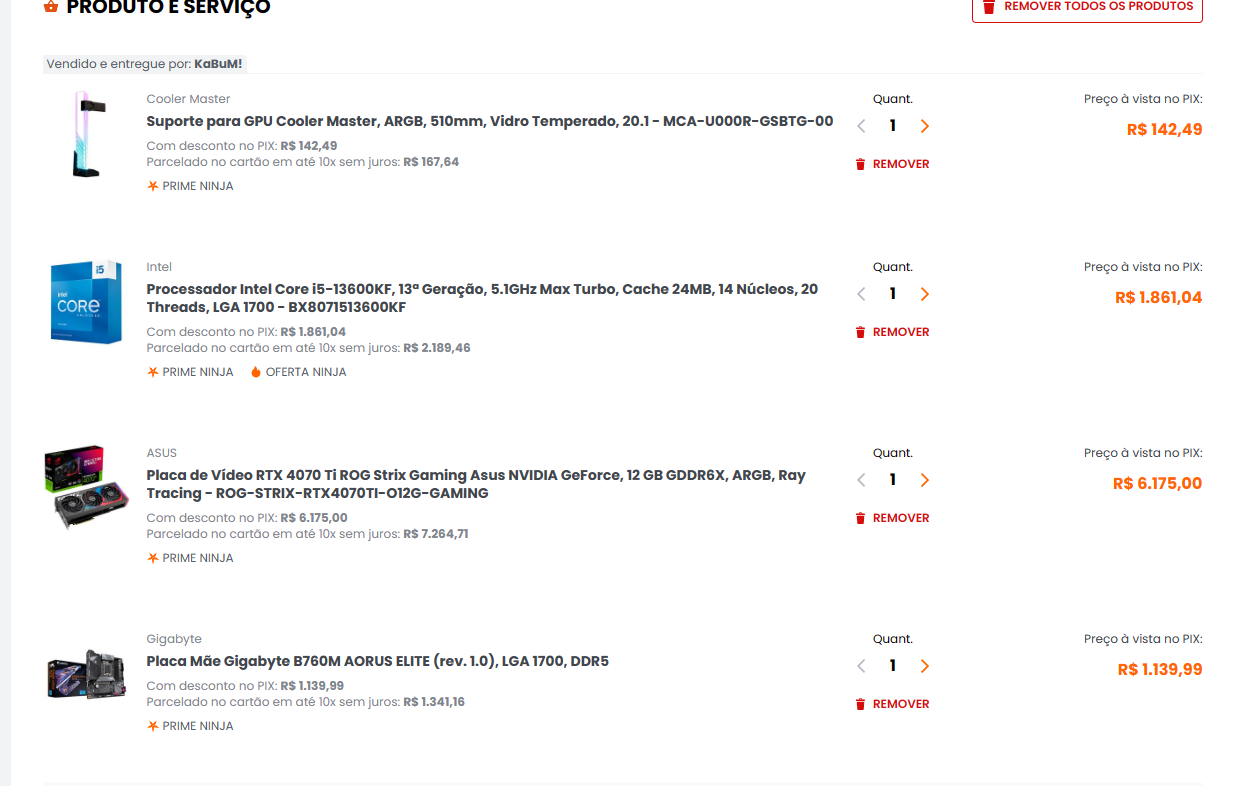 PRODUTO E SERVIÇO
REMOVER TODOS OS PRODUTOS
Vendido e entregue por: KaBuM!
Cooler Master
Suporte para GPU Cooler Master, ARGB, 510mm, Vidro Temperado, 20.1 - MCA-U000R-GSBTG-00
Com desconto no PIX: R$ 142,49
Parcelado no cartão em até 10x sem juros: R$ 167,64
PRIME NINJA
Quant.
1
REMOVER
Preço à vista no PIX:
R$ 142,49
intel
CORE
i5
Intel
Processador Intel Core i5-13600KF, 13ª Geração, 5.1GHz Max Turbo, Cache 24MB, 14 Núcleos, 20
Threads, LGA 1700 - BX8071513600KF
Com desconto no PIX: R$ 1.861,04
Parcelado no cartão em até 10x sem juros: R$ 2.189,46
PRIME NINJA OFERTA NINJA
Quant.
1
REMOVER
Preço à vista no PIX:
R$ 1.861,04
ASUS
Placa de Vídeo RTX 4070 Ti ROG Strix Gaming Asus NVIDIA GeForce, 12 GB GDDR6X, ARGB, Ray
Tracing - ROG-STRIX-RTX4070TI-O12G-GAMING
Com desconto no PIX: R$ 6.175,00
Parcelado no cartão em até 10x sem juros: R$ 7.264,71
PRIME NINJA
Quant.
1
REMOVER
Preço à vista no PIX:
R$ 6.175,00
Gigabyte
Placa Mãe Gigabyte B760M AORUS ELITE (rev. 1.0), LGA 1700, DDR5
Com desconto no PIX: R$ 1.139,99
Parcelado no cartão em até 10x sem juros: R$ 1.341,16
PRIME NINJA
Quant.
1
REMOVER
Preço à vista no PIX:
R$ 1.139,99